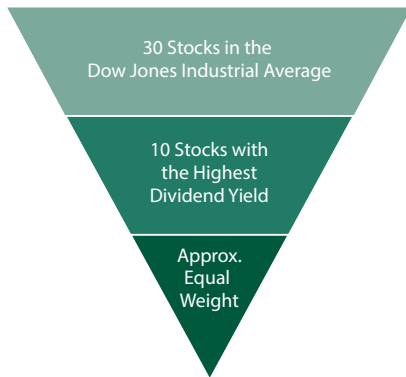 30 Stocks in the
Dow Jones Industrial Average
10 Stocks with
the Highest
Dividend Yield
Approx.
Equal
Weight